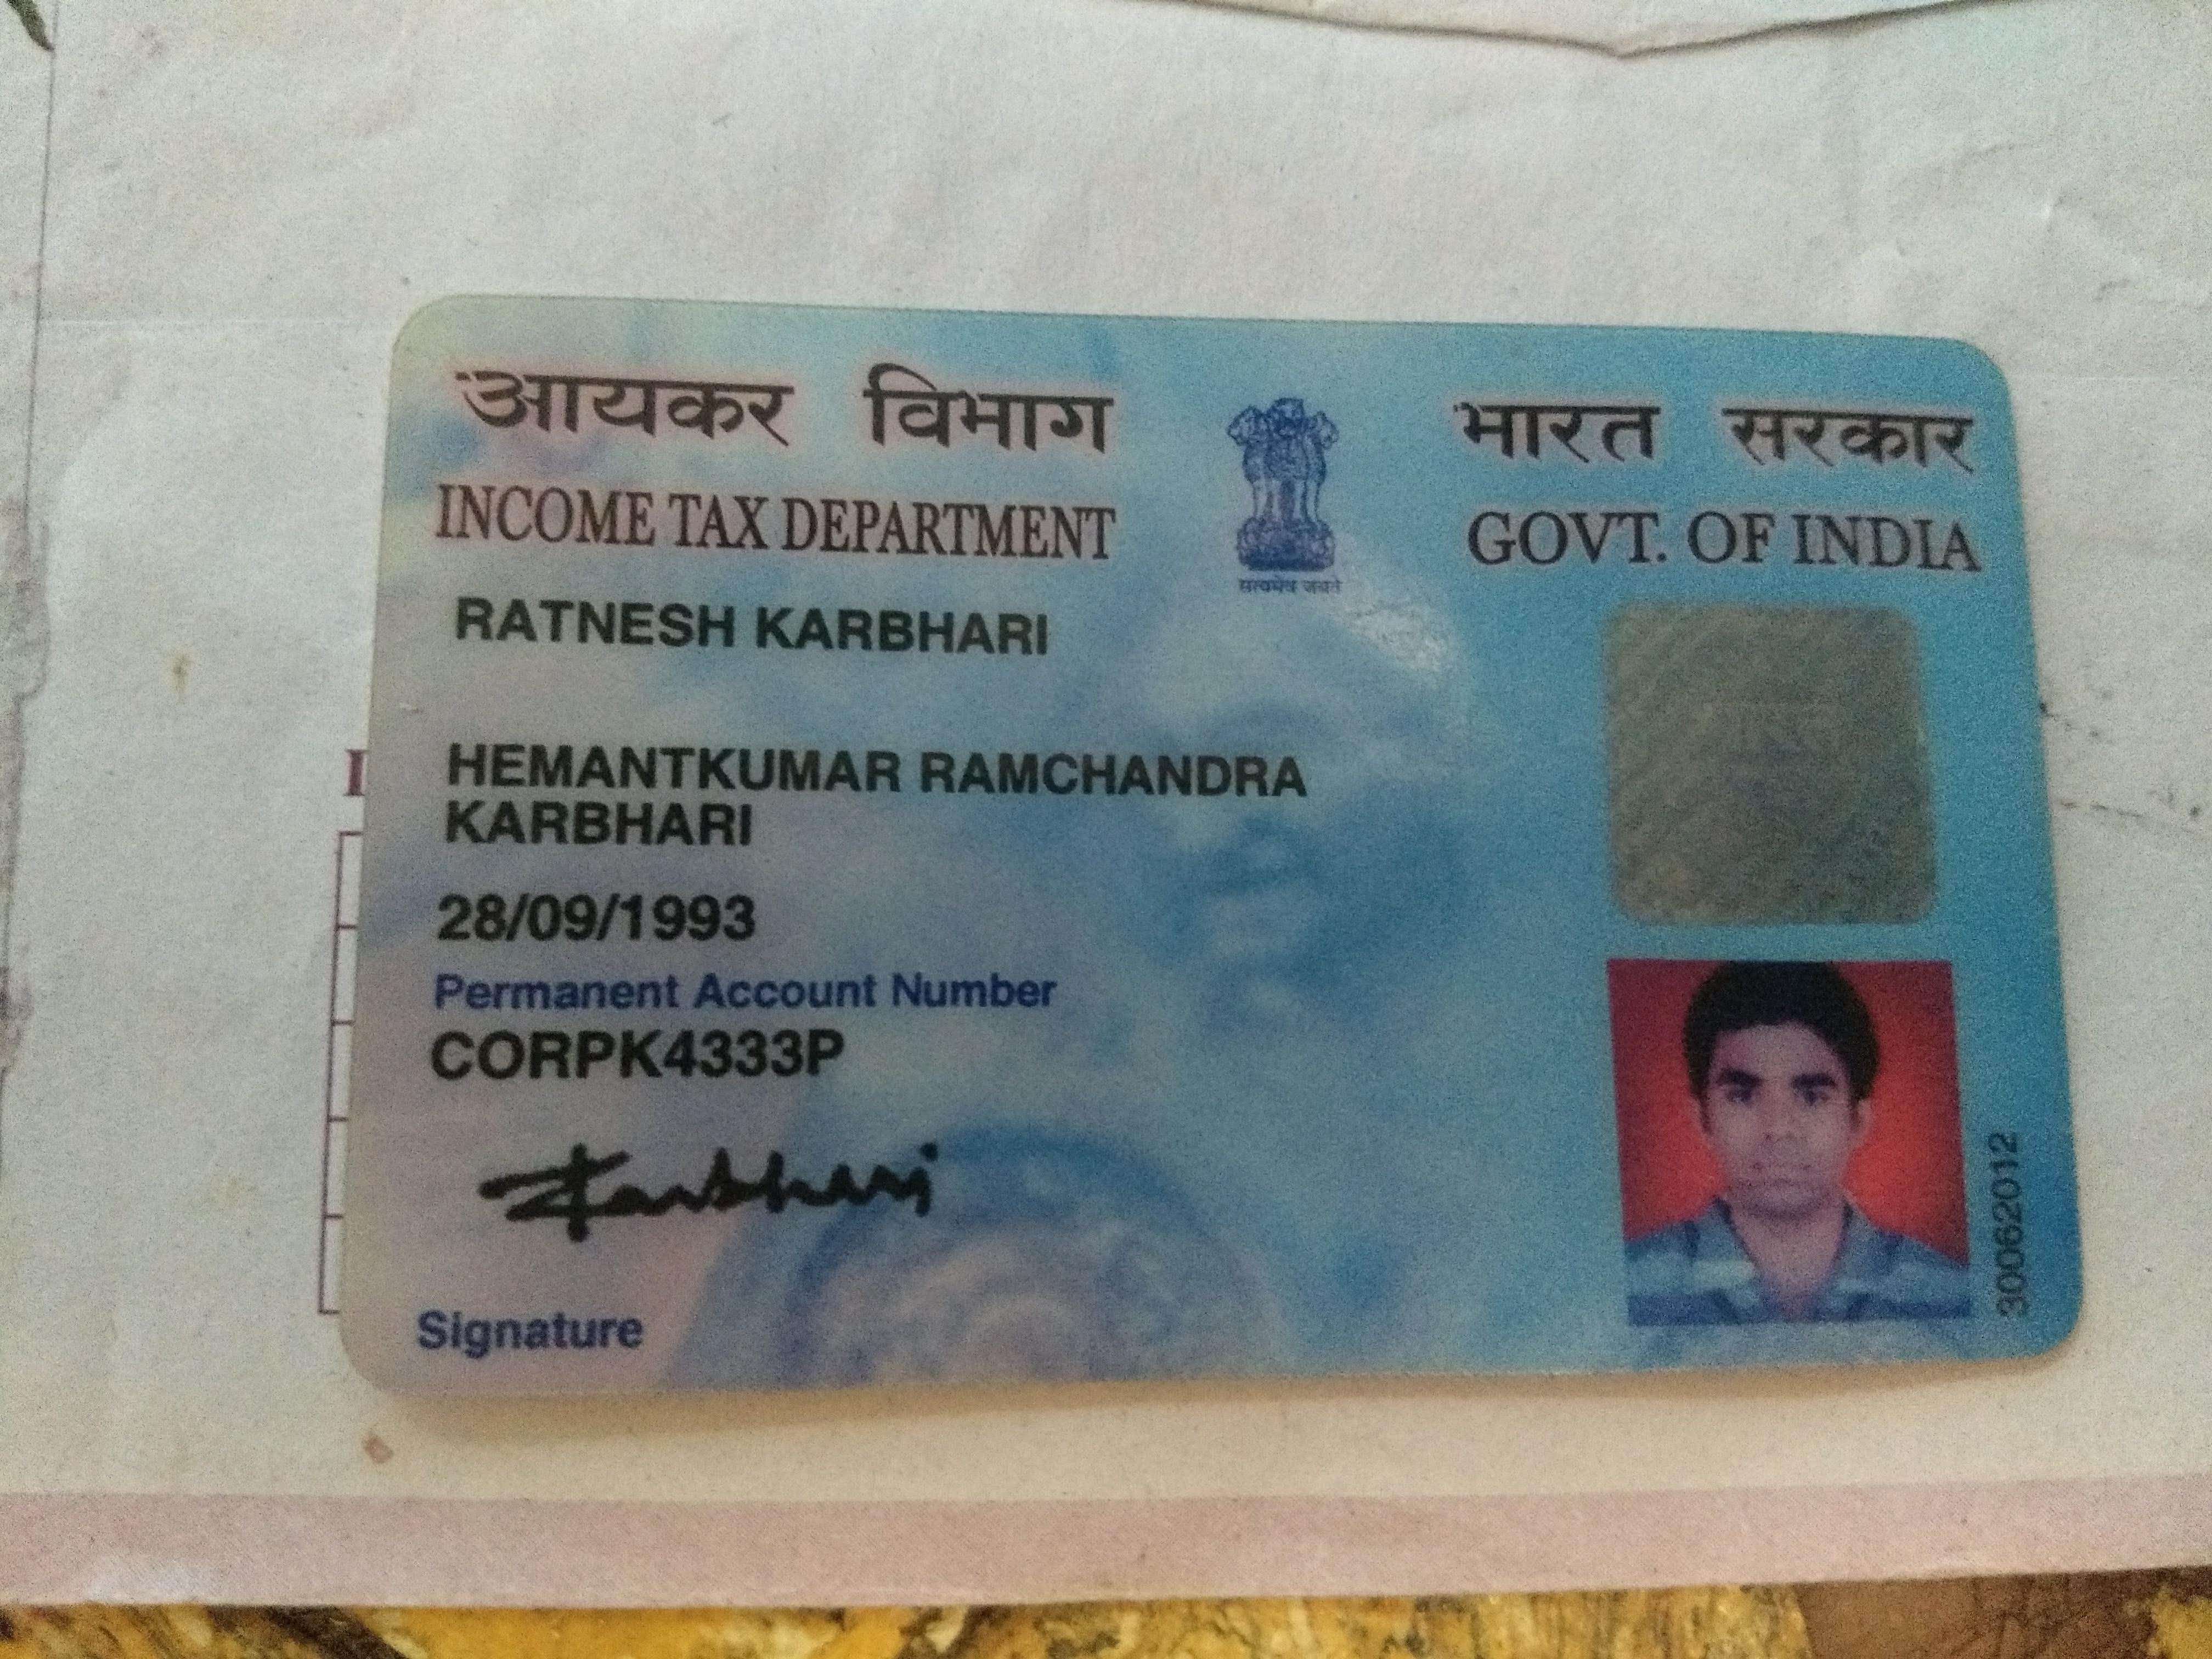 आयकर विभाग
INCOME TAX DEPARTMENT
भारत सरकार
GOVT. OF INDIA
सत्यमेव जयते
RATNESH KARBHARI
HEMANTKUMAR RAMCHANDRA
KARBHARI
28/09/1993
Permanent Account Number
CORPK4333P
Karbhari
Signature
30062012